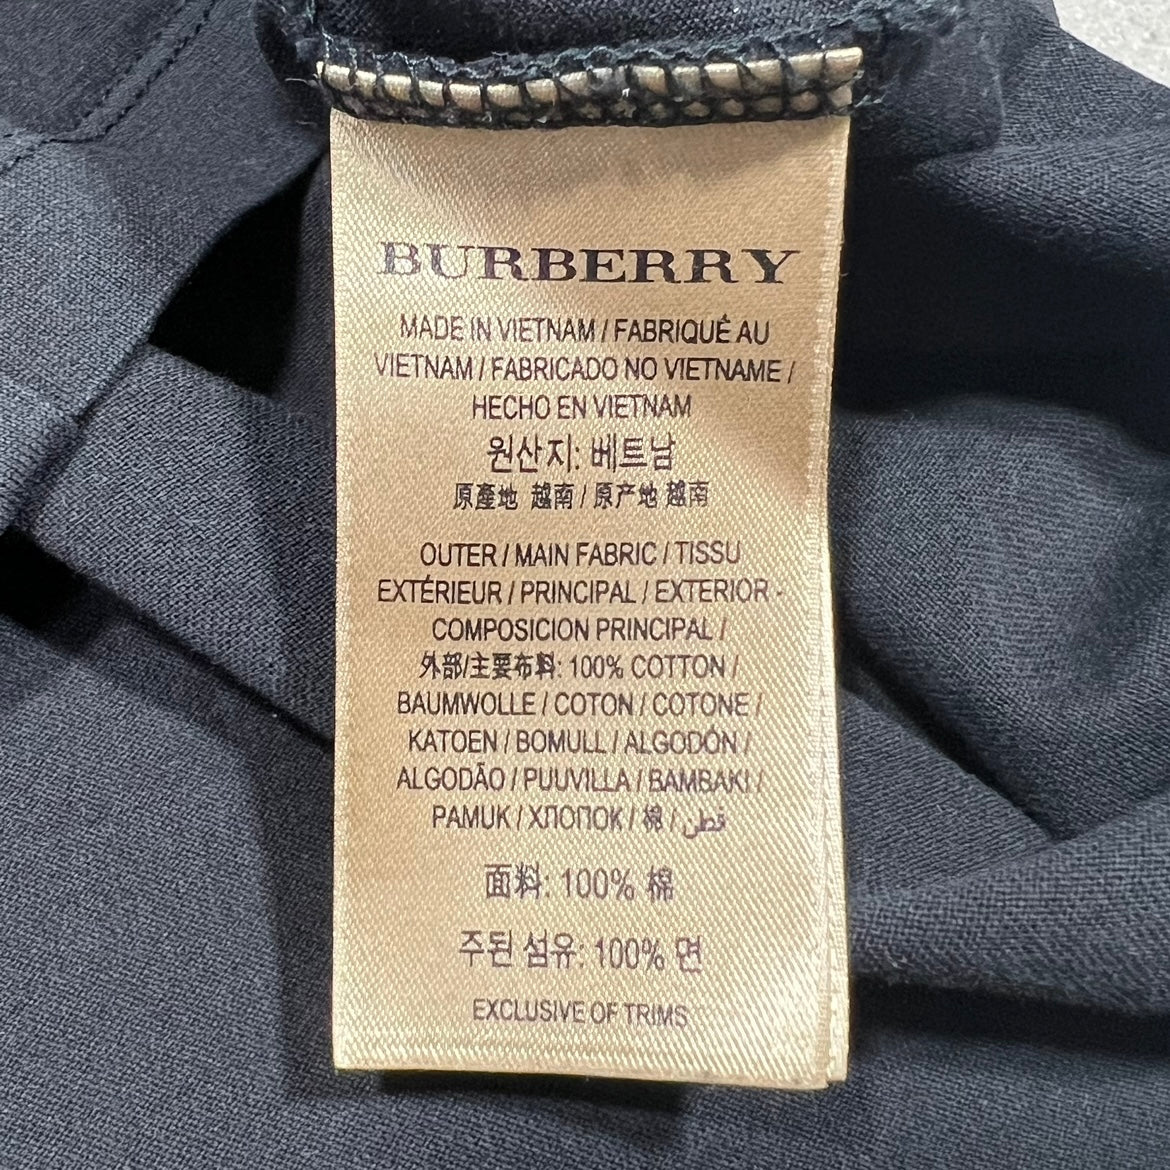 BURBERRY
MADE IN VIETNAM / FABRIQUÉ AU
VIETNAM / FABRICADO NO VIETNAME /
HECHO EN VIETNAM
원산지: 베트남
原產地 越南 / 原产地 越南
OUTER / MAIN FABRIC / TISSU
EXTÉRIEUR / PRINCIPAL / EXTERIOR -
COMPOSICION PRINCIPAL /
外部/主要布料: 100% COTTON /
BAUMWOLLE / COTON / COTONE /
KATOEN / BOMULL / ALGODÓN /
ALGODÃO / PUUVILLA / BAMBAKI /
PAMUK / ХЛОПОК / 棉 / قطن
面料: 100% 棉
주된 섬유: 100% 면
EXCLUSIVE OF TRIMS